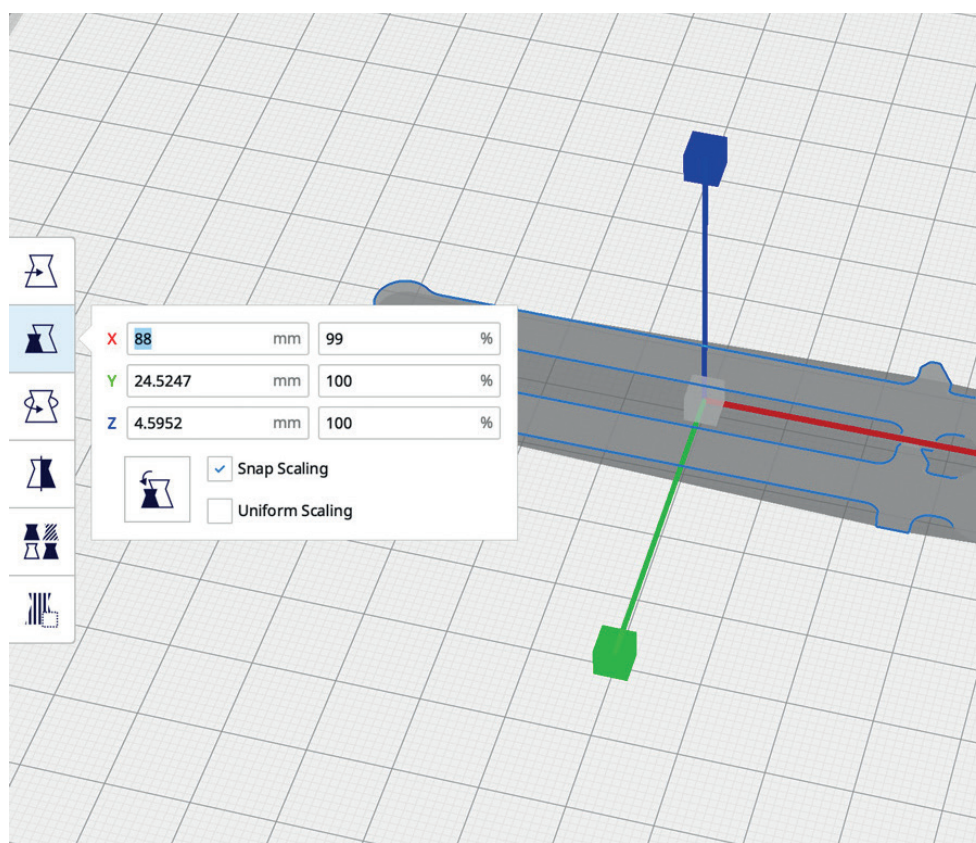 X 88 mm 99 %
Y 24.5247 mm 100 %
Z 4.5952 mm 100 %
Snap Scaling
Uniform Scaling